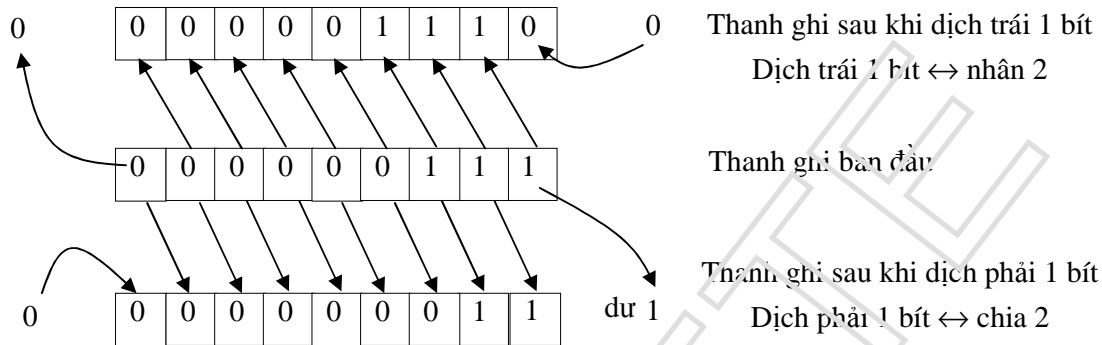 0 0 0 0 0 0 1 1 1 0 0 Thanh ghi sau khi dịch trái 1 bít
Dịch trái 1 bít ↔ nhân 2
0 0 0 0 0 0 1 1 1 Thanh ghi ban đầu
Thanh ghi sau khi dịch phải 1 bít
0 0 0 0 0 0 0 0 1 1 dư 1 Dịch phải 1 bít ↔ chia 2
TE